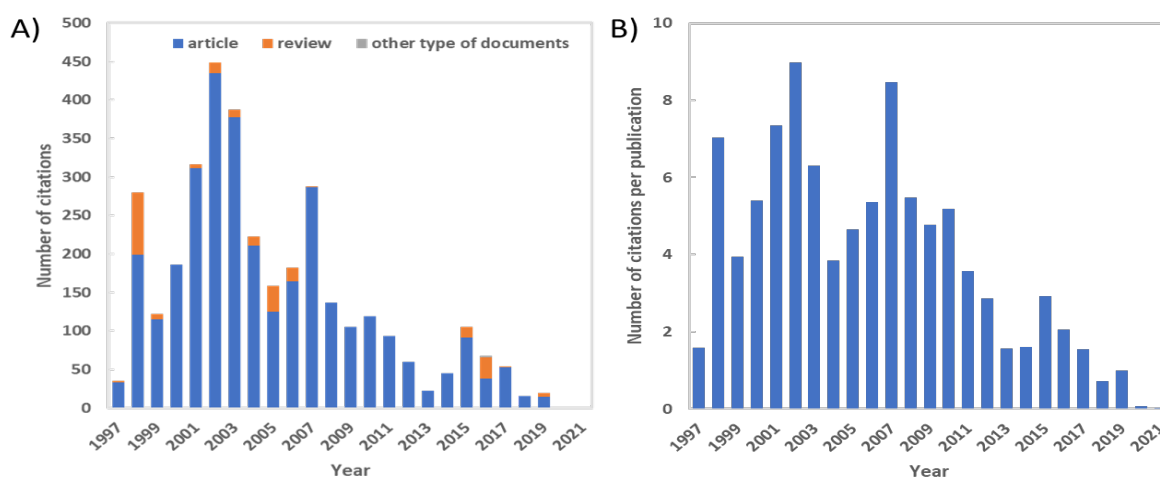 A)
article review other type of documents
Number of citations
500
450
400
350
300
250
200
150
100
50
0
1997 1999 2001 2003 2005 2007 2009 2011 2013 2015 2017 2019 2021
Year
B)
Number of citations per publication
10
8
6
4
2
0
1997 1999 2001 2003 2005 2007 2009 2011 2013 2015 2017 2019 2021
Year